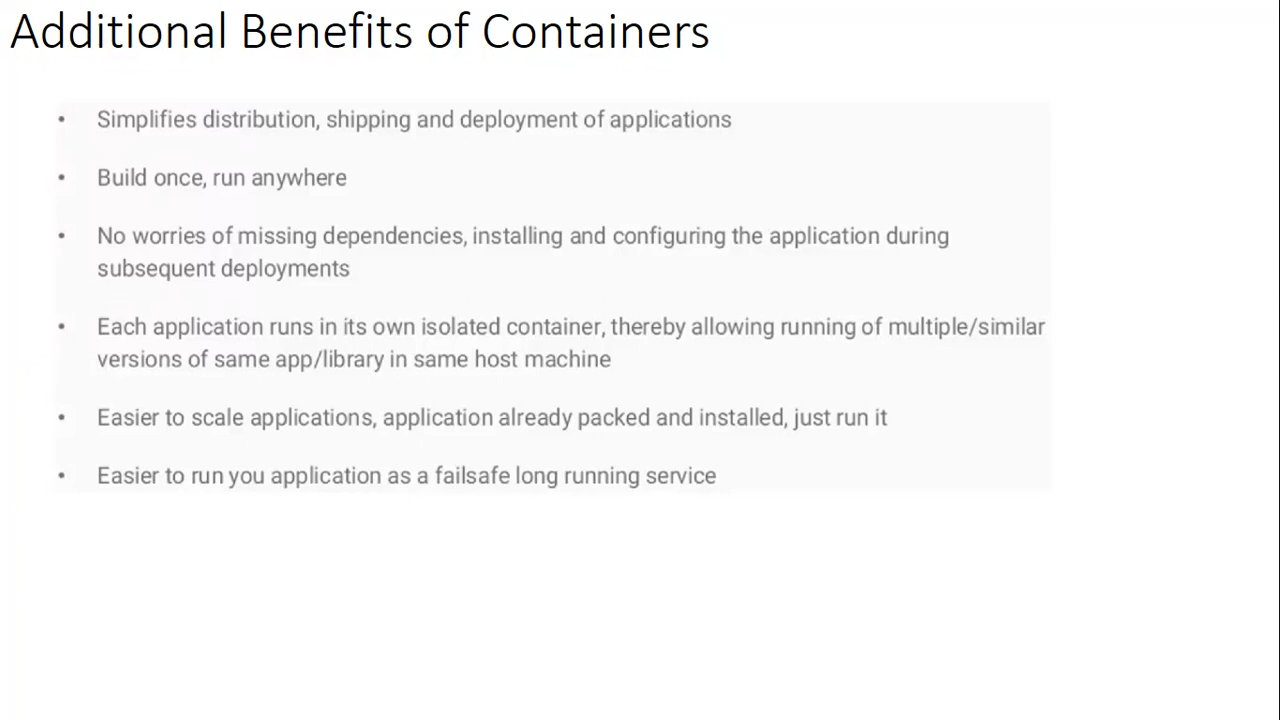 Additional Benefits of Containers
• Simplifies distribution, shipping and deployment of applications
• Build once, run anywhere
• No worries of missing dependencies, installing and configuring the application during
subsequent deployments
• Each application runs in its own isolated container, thereby allowing running of multiple/similar
versions of same app/library in same host machine
• Easier to scale applications, application already packed and installed, just run it
• Easier to run you application as a failsafe long running service